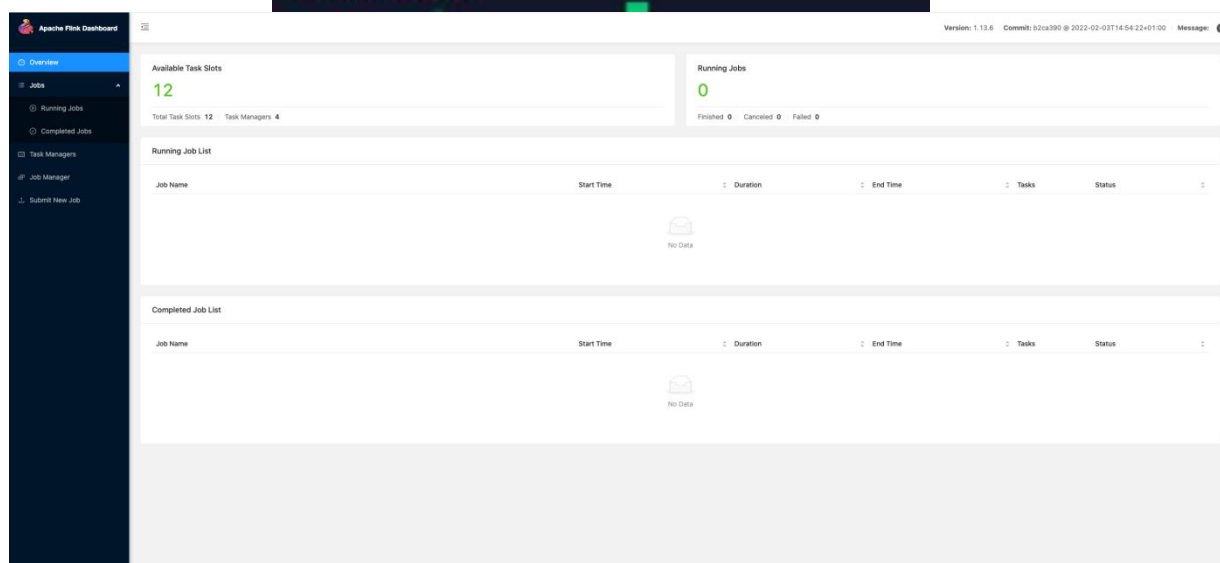 Apache Flink Dashboard
Version: 1.13.6 Commit: b2ca390 @ 2022-02-03T14:54:22+01:00 Message:
Overview
Jobs
Running Jobs
Completed Jobs
Task Managers
Job Manager
Submit New Job
Available Task Slots
12
Total Task Slots 12 Task Managers 4
Running Jobs
0
Finished 0 Canceled 0 Failed 0
Running Job List
Job Name Start Time Duration End Time Tasks Status
No Data
Completed Job List
Job Name Start Time Duration End Time Tasks Status
No Data